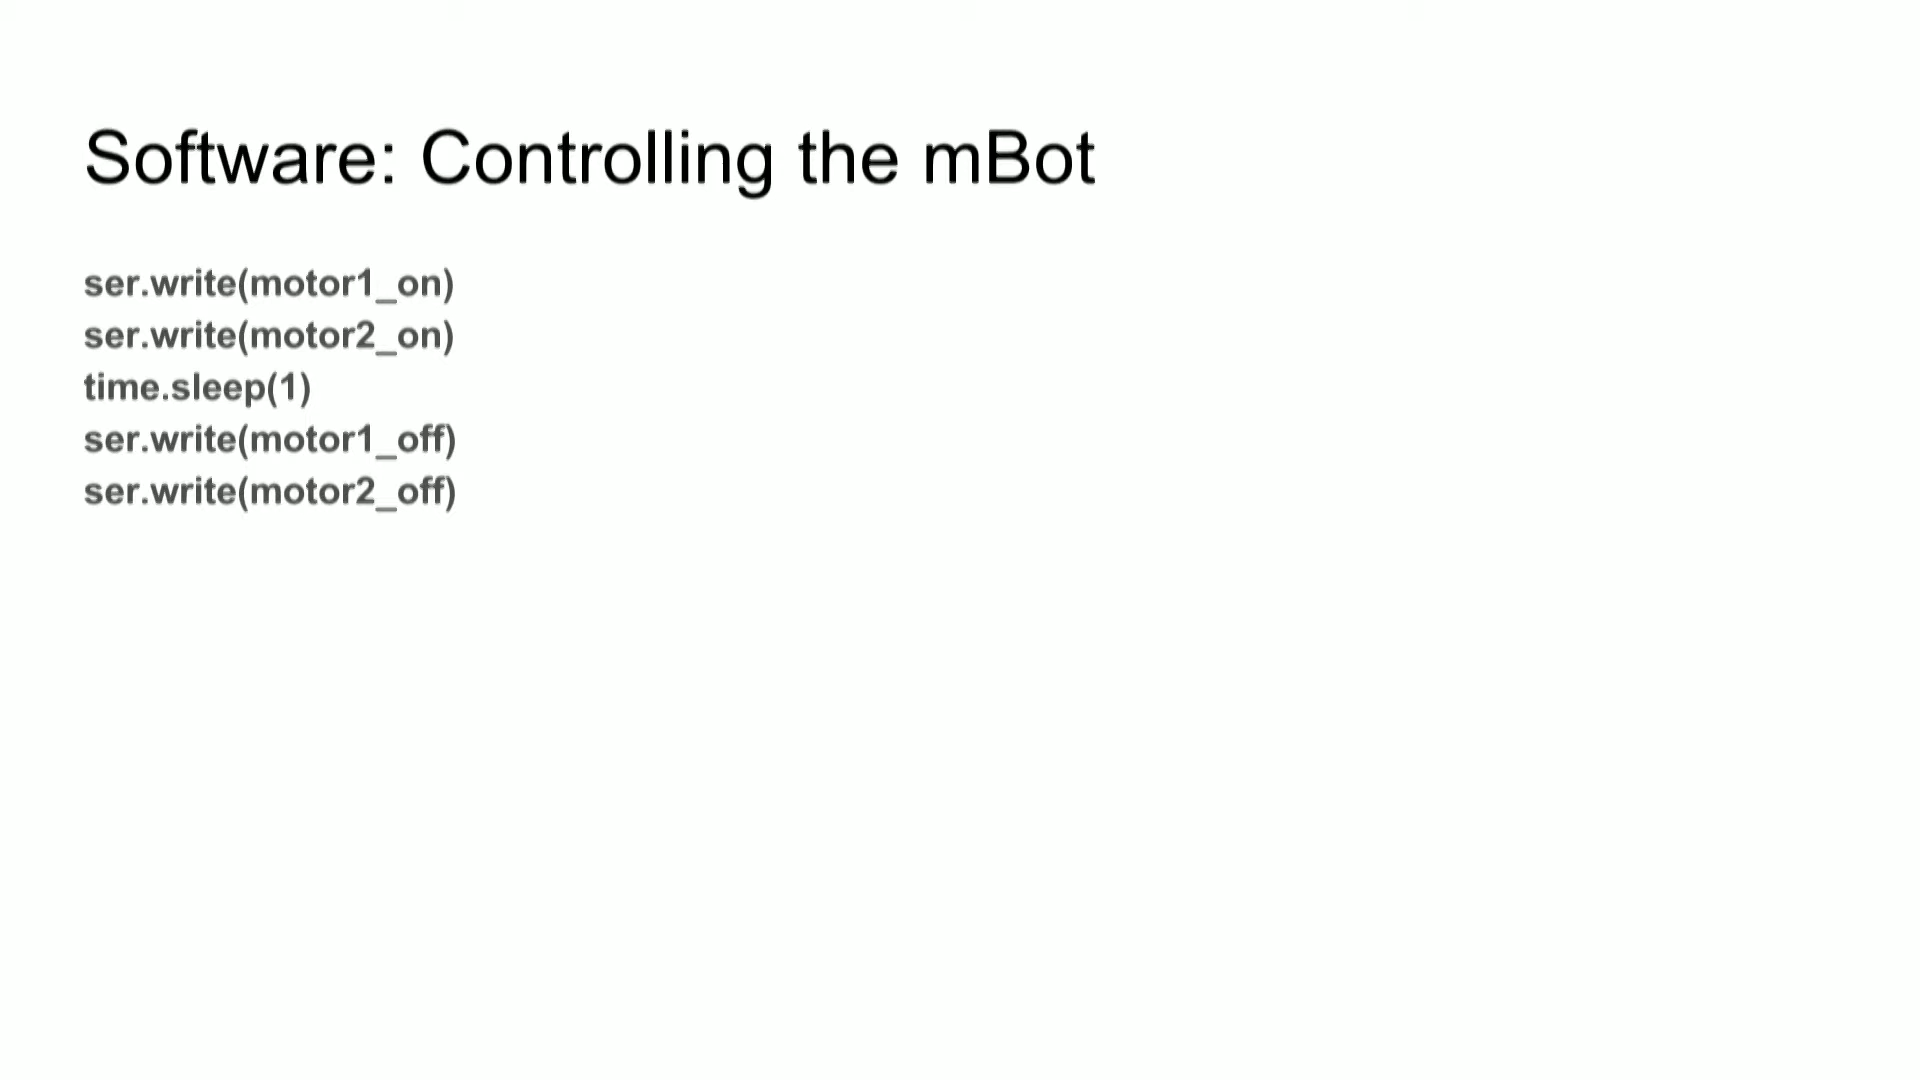 Software: Controlling the mBot
ser.write(motor1_on)
ser.write(motor2_on)
time.sleep(1)
ser.write(motor1_off)
ser.write(motor2_off)